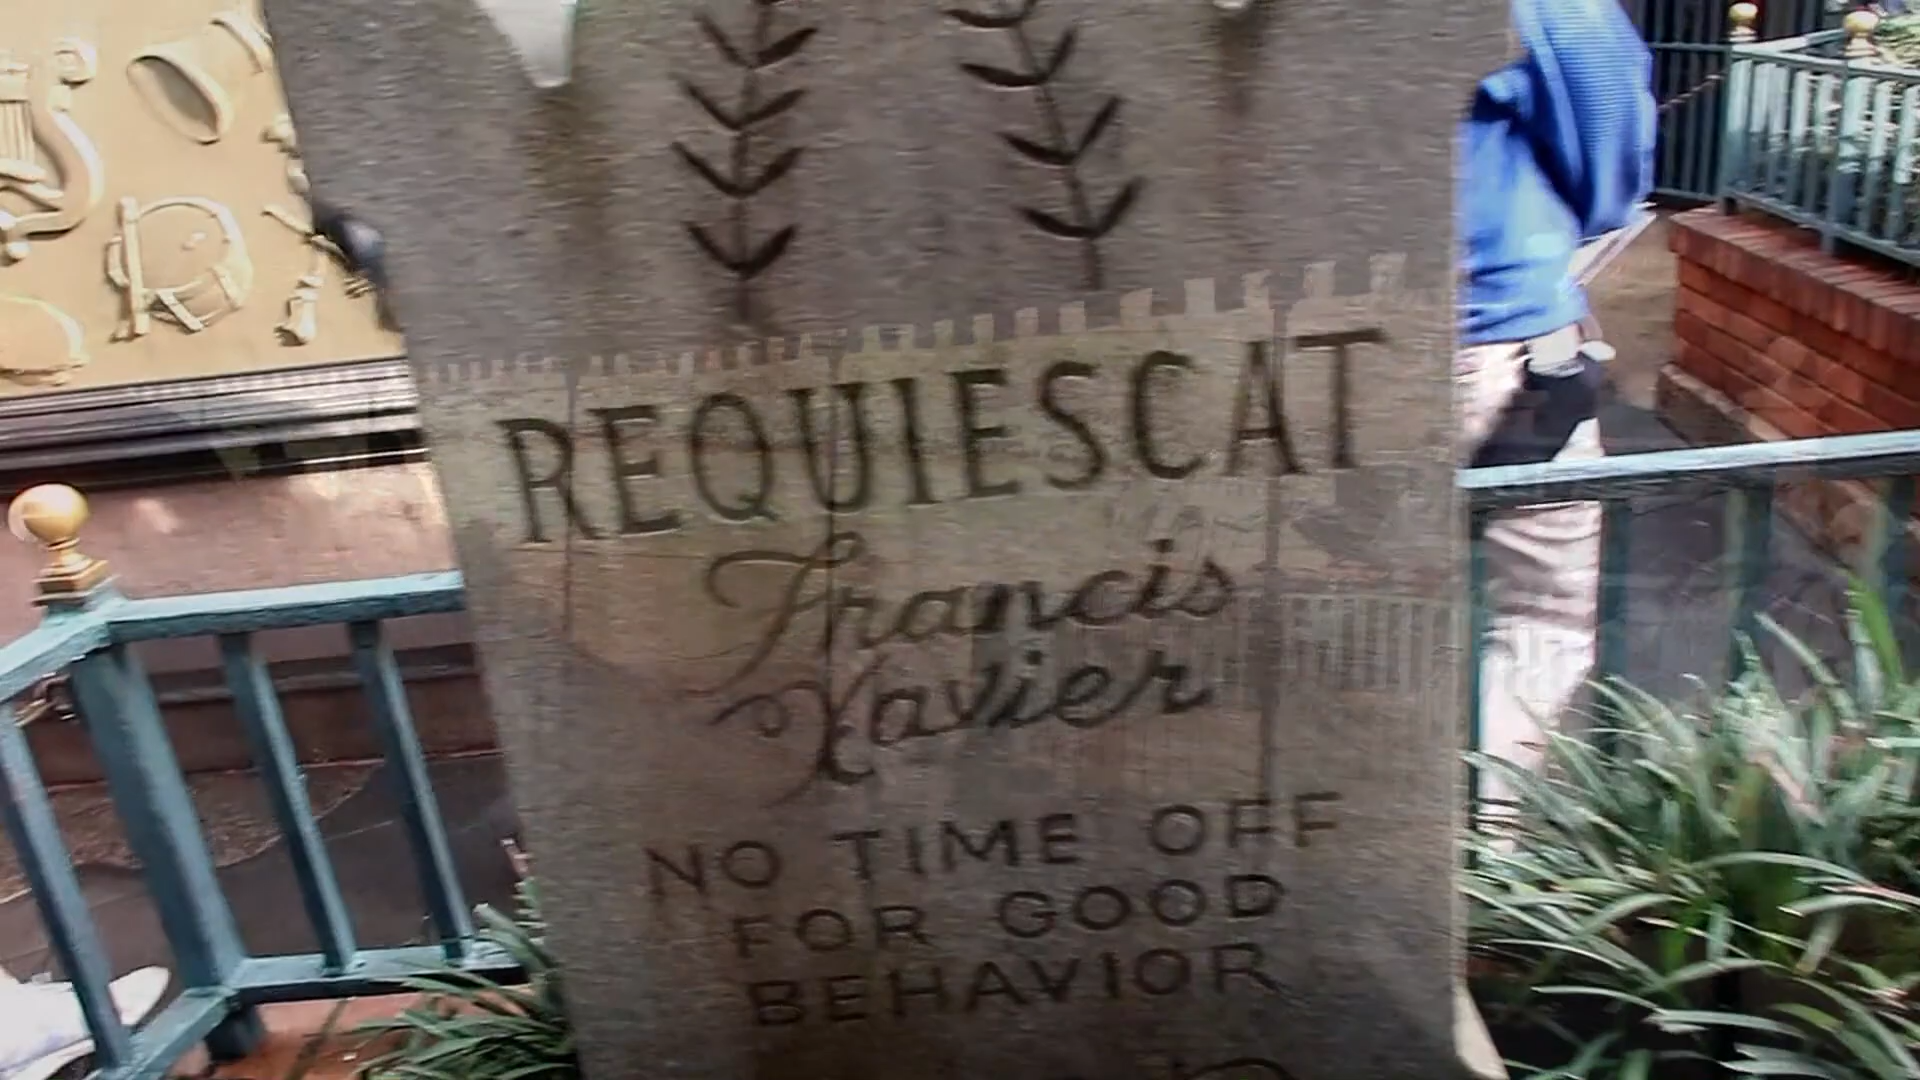 REQUIESCAT
Francis
Xavier
NO TIME OFF
FOR GOOD
BEHAVIOR